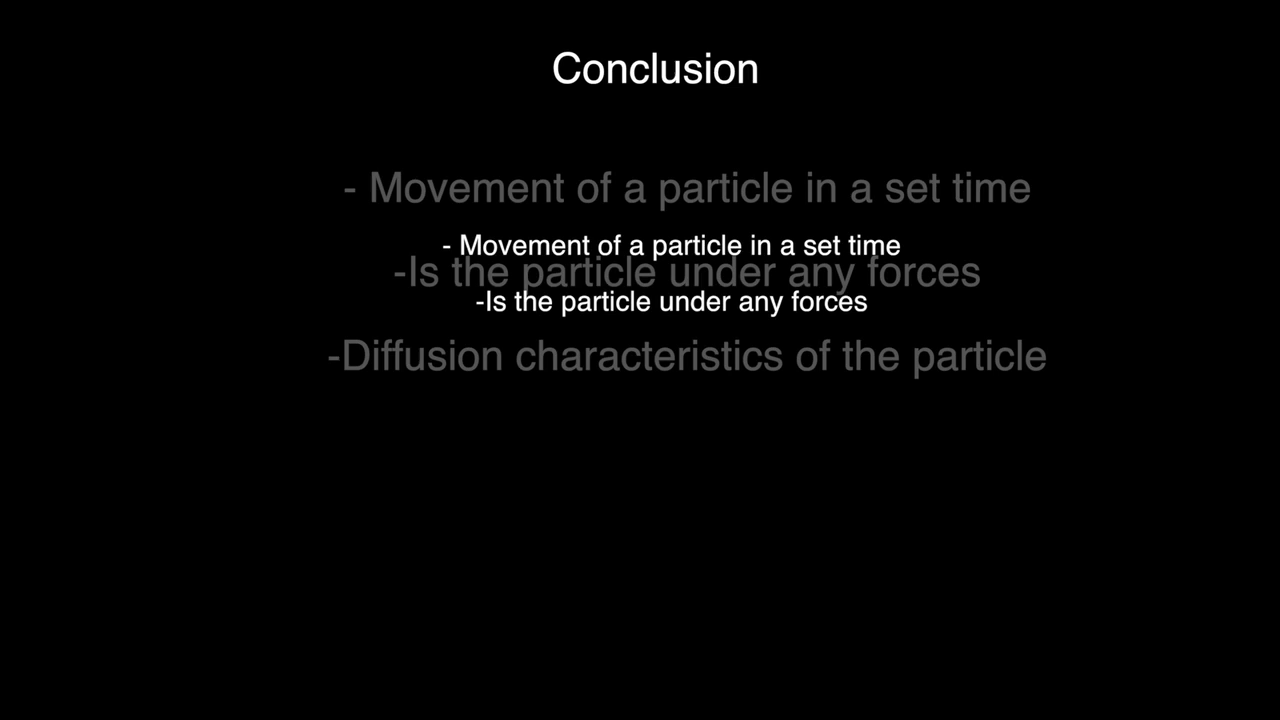 Conclusion
- Movement of a particle in a set time
- Movement of a particle in a set time
-Is the particle under any forces
-Is the particle under any forces
-Diffusion characteristics of the particle